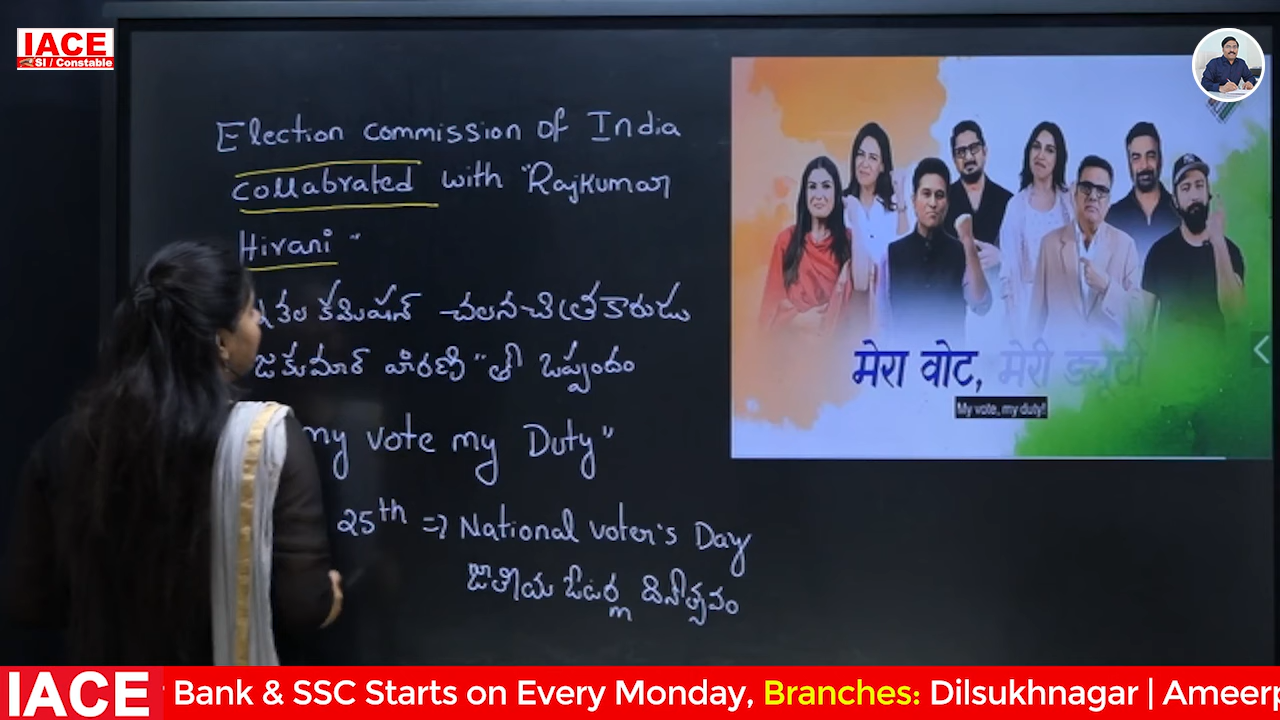 IACE
SI / Constable
Election commission of India
Collabrated with "Rajkumar
Hirani"
కమిషన్ చలనచిత్రకారుడు
హిరణి" తో ఒప్పందం
my vote my Duty"
25th => National voter's Day
జాతీయ ఓటర్ల దినోత్సవం
मेरा वोट, मेरी ड्यूटी
My vote, my duty!
IACE Bank & SSC Starts on Every Monday, Branches: Dilsukhnagar | Ameerp